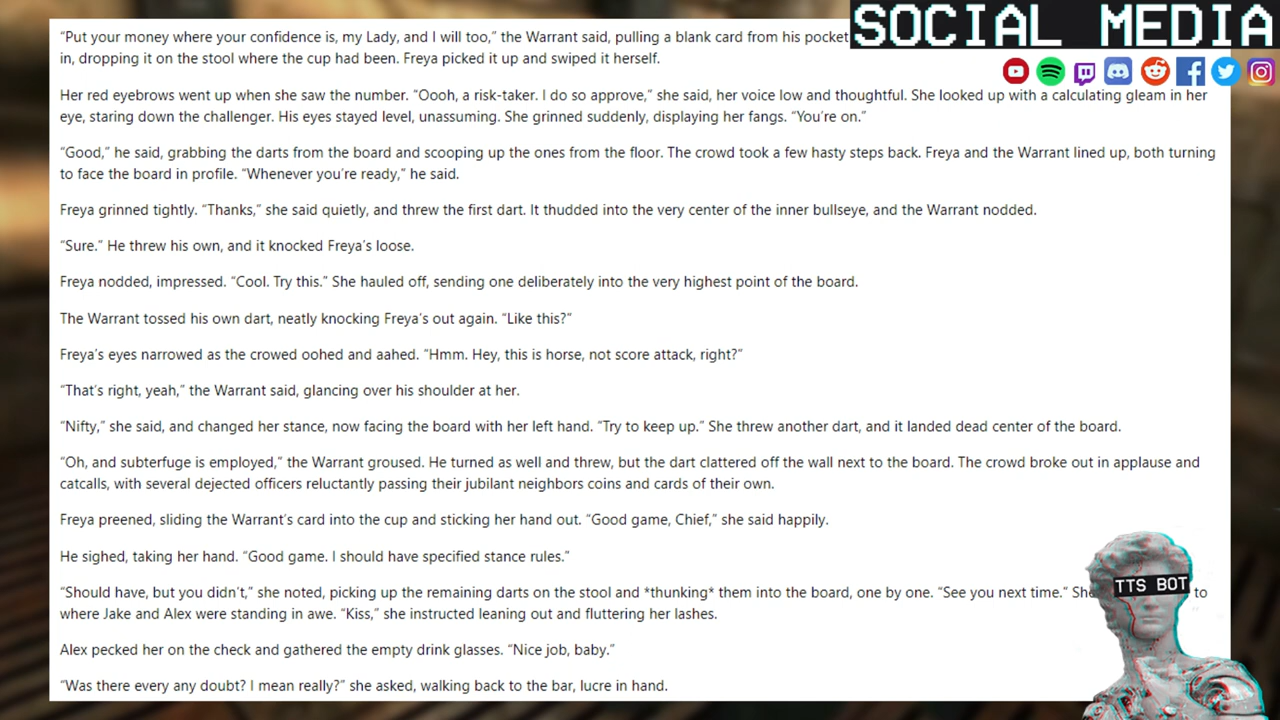 SOCIAL MEDIA
“Put your money where your confidence is, my Lady, and I will too,” the Warrant said, pulling a blank card from his pocket
in, dropping it on the stool where the cup had been. Freya picked it up and swiped it herself.
Her red eyebrows went up when she saw the number. “Oooh, a risk-taker. I do so approve,” she said, her voice low and thoughtful. She looked up with a calculating gleam in her
eye, staring down the challenger. His eyes stayed level, unassuming. She grinned suddenly, displaying her fangs. “You’re on.”
“Good,” he said, grabbing the darts from the board and scooping up the ones from the floor. The crowd took a few hasty steps back. Freya and the Warrant lined up, both turning
to face the board in profile. “Whenever you’re ready,” he said.
Freya grinned tightly. “Thanks,” she said quietly, and threw the first dart. It thudded into the very center of the inner bullseye, and the Warrant nodded.
“Sure.” He threw his own, and it knocked Freya’s loose.
Freya nodded, impressed. “Cool. Try this.” She hauled off, sending one deliberately into the very highest point of the board.
The Warrant tossed his own dart, neatly knocking Freya’s out again. “Like this?”
Freya’s eyes narrowed as the crowed oohed and aahed. “Hmm. Hey, this is horse, not score attack, right?”
“That’s right, yeah,” the Warrant said, glancing over his shoulder at her.
“Nifty,” she said, and changed her stance, now facing the board with her left hand. “Try to keep up.” She threw another dart, and it landed dead center of the board.
“Oh, and subterfuge is employed,” the Warrant groused. He turned as well and threw, but the dart clattered off the wall next to the board. The crowd broke out in applause and
catcalls, with several dejected officers reluctantly passing their jubilant neighbors coins and cards of their own.
Freya preened, sliding the Warrant’s card into the cup and sticking her hand out. “Good game, Chief,” she said happily.
He sighed, taking her hand. “Good game. I should have specified stance rules.”
“Should have, but you didn’t,” she noted, picking up the remaining darts on the stool and *thunking* them into the board, one by one. “See you next time.” to
where Jake and Alex were standing in awe. “Kiss,” she instructed leaning out and fluttering her lashes.
Alex pecked her on the check and gathered the empty drink glasses. “Nice job, baby.”
“Was there every any doubt? I mean really?” she asked, walking back to the bar, lucre in hand.
TTS BOT